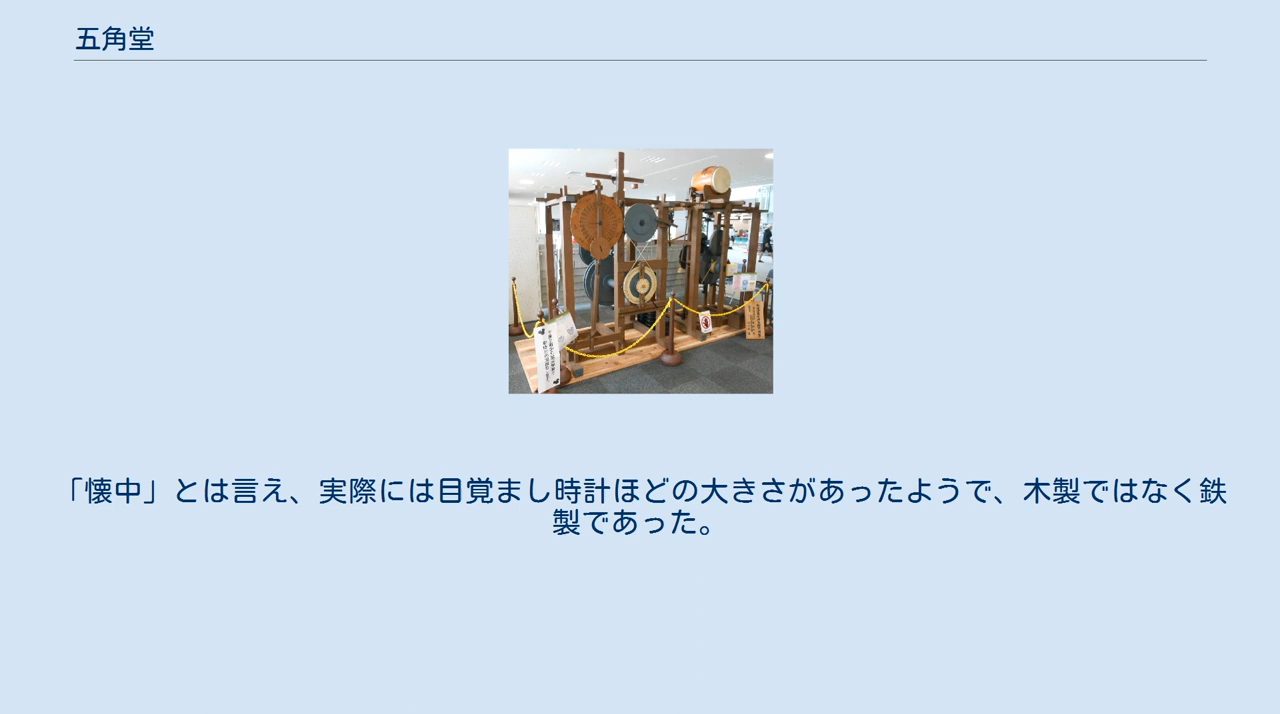 五角堂
「懐中」とは言え、実際には目覚まし時計ほどの大きさがあったようで、木製ではなく鉄
製であった。